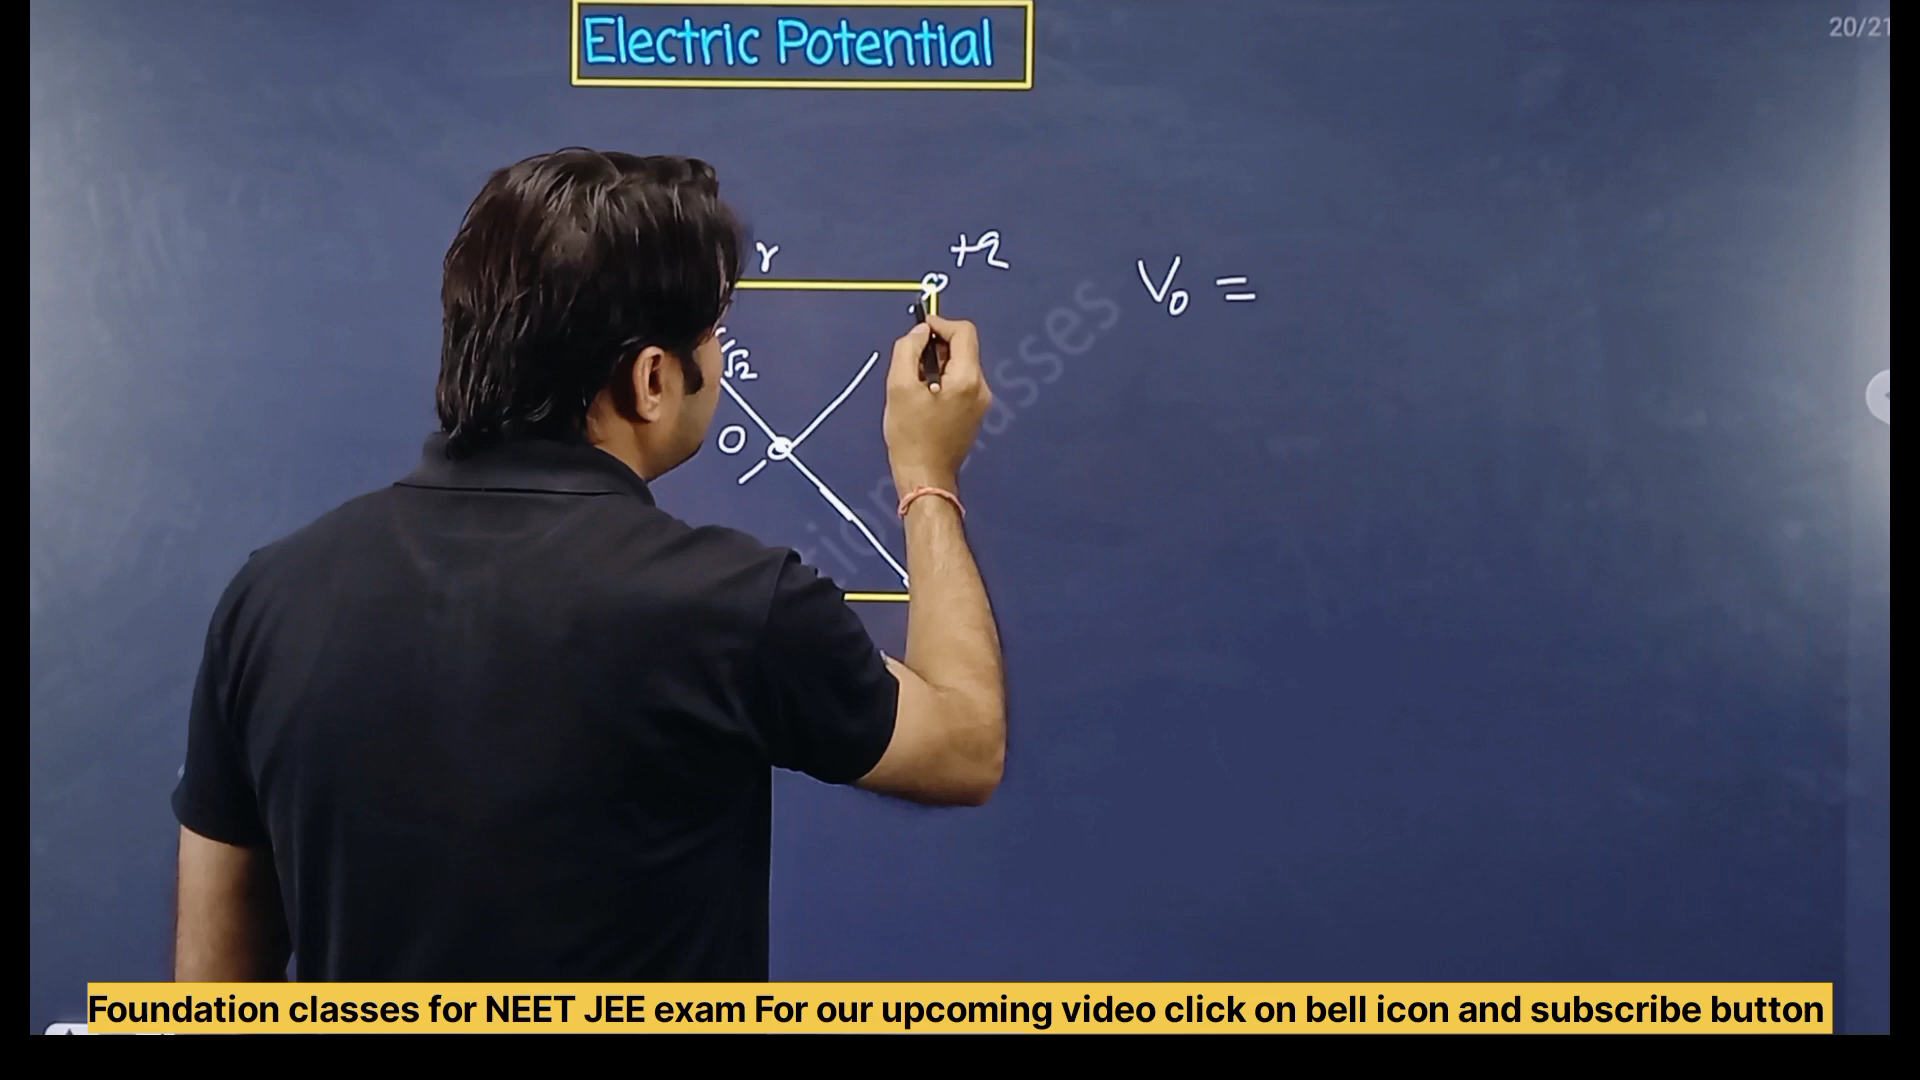 Electric Potential
20/21
r
+q
V₀ =
√2
O
Foundation classes for NEET JEE exam For our upcoming video click on bell icon and subscribe button